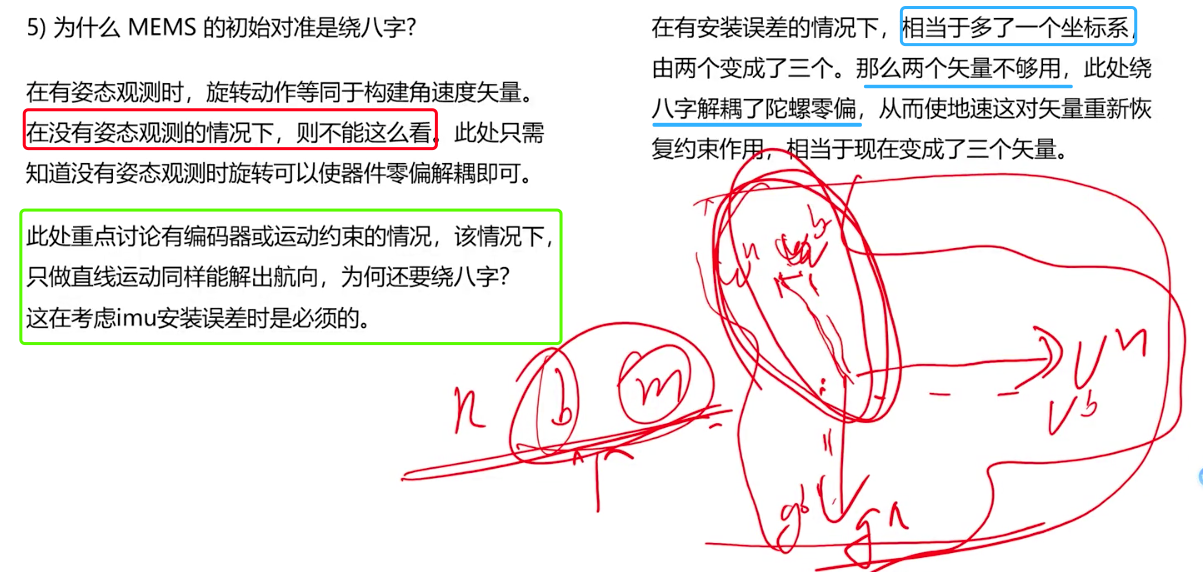 5) 为什么 MEMS 的初始对准是绕八字？
在有姿态观测时，旋转动作等同于构建角速度矢量。
在没有姿态观测的情况下，则不能这么看。此处只需
知道没有姿态观测时旋转可以使器件零偏解耦即可。
此处重点讨论有编码器或运动约束的情况，该情况下，
只做直线运动同样能解出航向，为何还要绕八字？
这在考虑imu安装误差时是必须的。
在有安装误差的情况下，相当于多了一个坐标系，
由两个变成了三个。那么两个矢量不够用，此处绕
八字解耦了陀螺零偏，从而使地速这对矢量重新恢
复约束作用，相当于现在变成了三个矢量。
n b m
V^n
V^b
g^b g^n